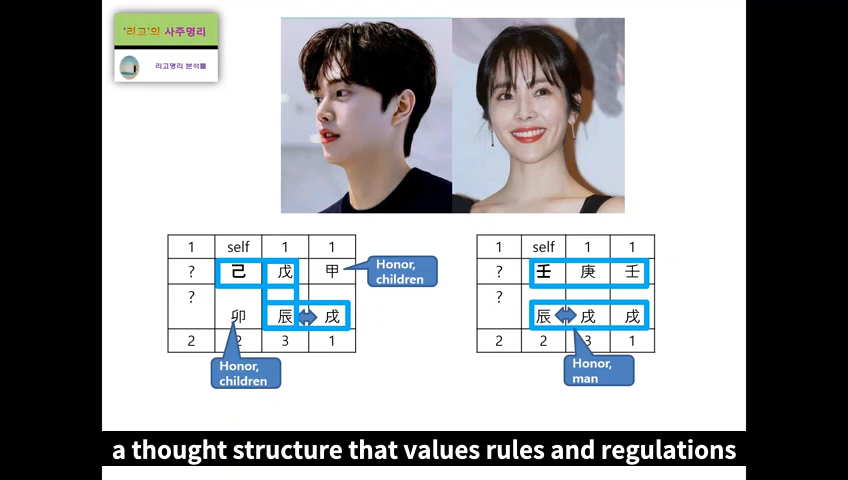 '리고'의 사주명리
리고명리 분석툴
1 self 1 1
? 己 戊 甲
?
卯 辰 戌
2 2 3 1
Honor,
children
Honor,
children
1 self 1 1
? 壬 庚 壬
?
辰 戌 戌
2 2 3 1
Honor,
man
a thought structure that values rules and regulations